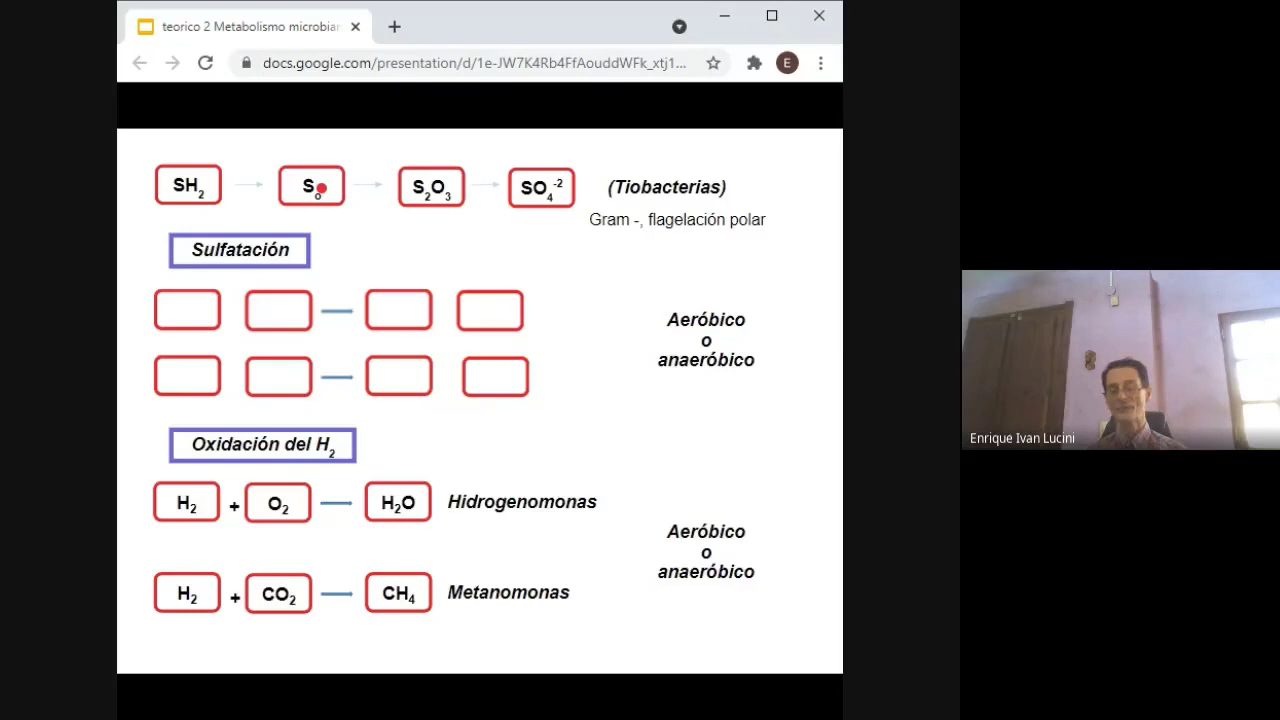 teorico 2 Metabolismo microbian
docs.google.com/presentation/d/1e-JW7K4Rb4FfAouddWFk_xtj1...
E
SH2 S0 S2O3 SO4-2 (Tiobacterias)
Gram -, flagelación polar
Sulfatación
Aeróbico
o
anaeróbico
Oxidación del H2
H2 + O2 H2O Hidrogenomonas
Aeróbico
o
anaeróbico
H2 + CO2 CH4 Metanomonas
Enrique Ivan Lucini